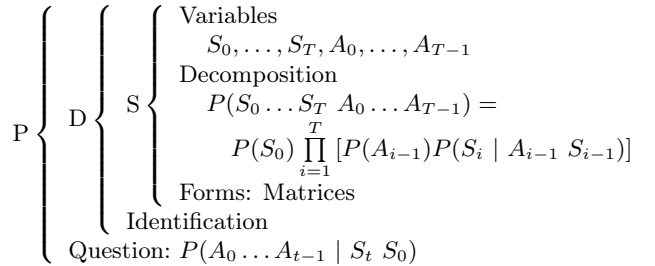 P
D
S
Variables
S_0, . . . , S_T, A_0, . . . , A_{T−1}
Decomposition
P(S_0 . . . S_T A_0 . . . A_{T−1}) =
P(S_0) ∏_{i=1}^{T} [P(A_{i−1})P(S_i | A_{i−1} S_{i−1})]
Forms: Matrices
Identification
Question: P(A_0 . . . A_{t−1} | S_t S_0)